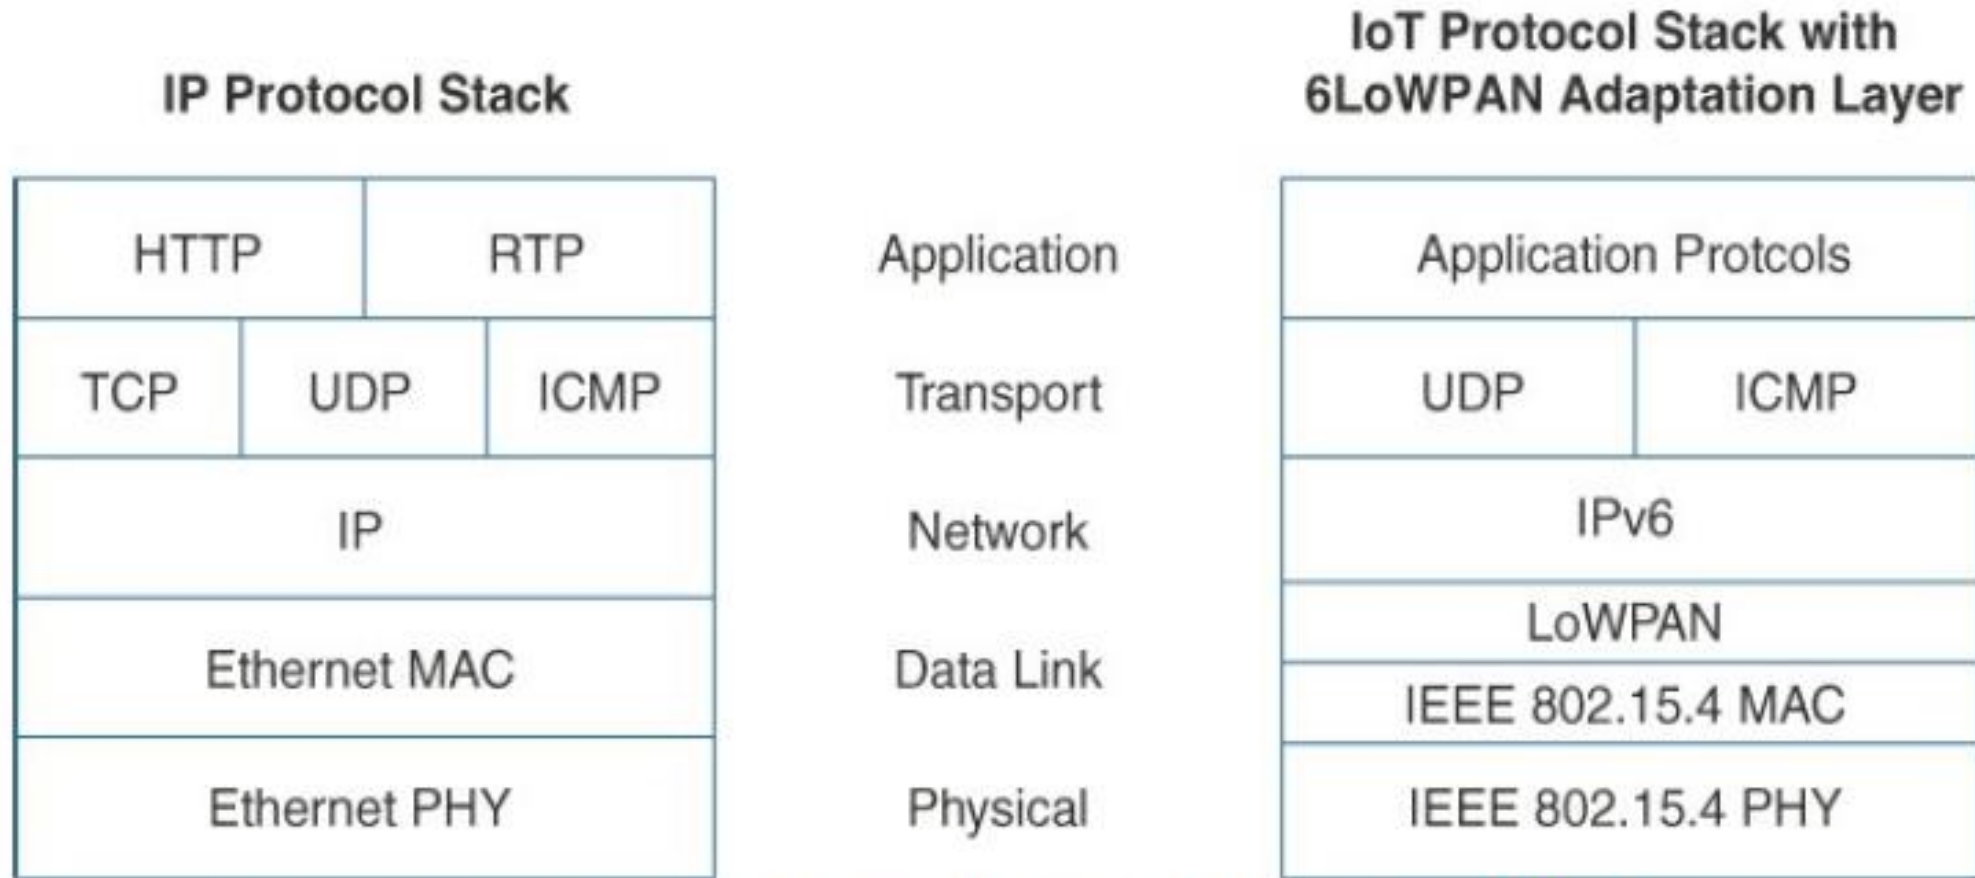 IP Protocol Stack
IoT Protocol Stack with
6LoWPAN Adaptation Layer
HTTP
RTP
Application
Application Protcols
TCP
UDP
ICMP
Transport
UDP
ICMP
IP
Network
IPv6
LoWPAN
Ethernet MAC
Data Link
IEEE 802.15.4 MAC
Ethernet PHY
Physical
IEEE 802.15.4 PHY